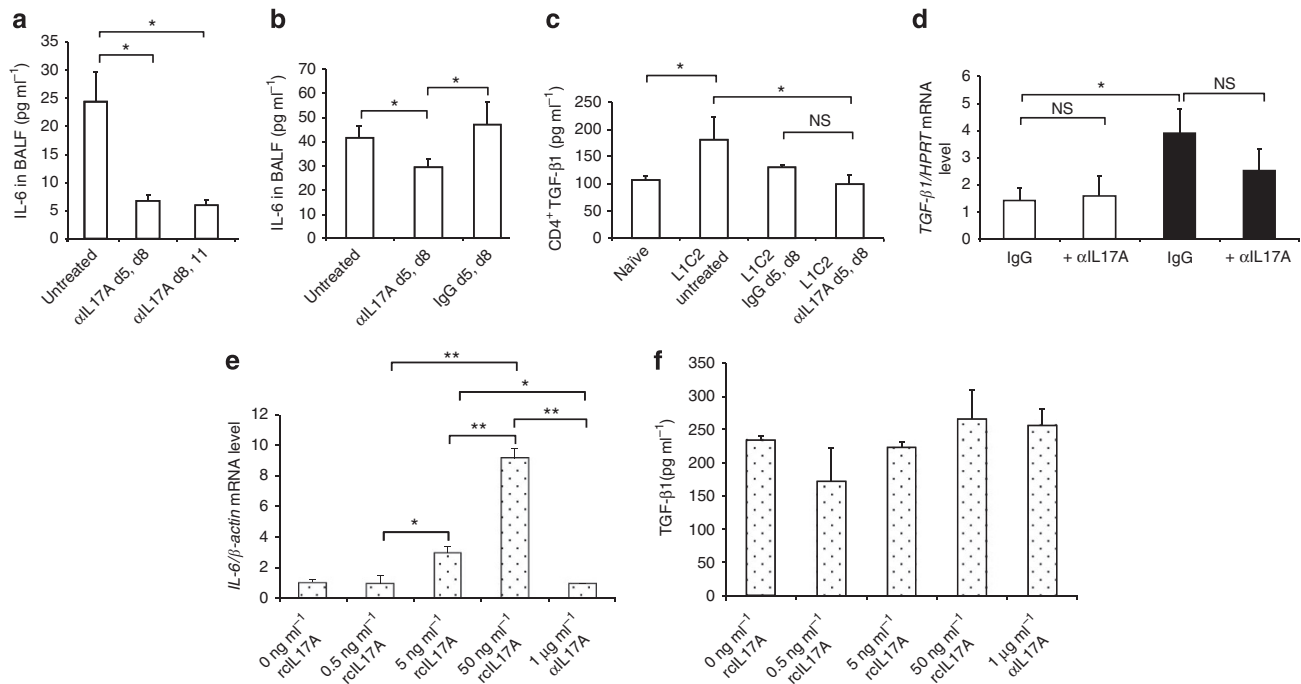 a
*
*
IL-6 in BALF (pg ml⁻¹)
35
30
25
20
15
10
5
0
Untreated
αIL17A d5, d8
αIL17A d8, 11
b
*
*
IL-6 in BALF (pg ml⁻¹)
70
60
50
40
30
20
10
0
Untreated
αIL17A d5, d8
IgG d5, d8
c
*
*
NS
CD4⁺ TGF-β1 (pg ml⁻¹)
250
200
150
100
50
0
Naïve
L1C2
untreated
L1C2
IgG d5, d8
L1C2
αIL17A d5, d8
d
*
NS
NS
TGF-β1/HPRT mRNA
level
6
5
4
3
2
1
0
IgG
+ αIL17A
IgG
+ αIL17A
e
**
*
**
**
*
IL-6/β-actin mRNA level
12
10
8
6
4
2
0
0 ng ml⁻¹
rcIL17A
0.5 ng ml⁻¹
rcIL17A
5 ng ml⁻¹
rcIL17A
50 ng ml⁻¹
rcIL17A
1 μg ml⁻¹
αIL17A
f
TGF-β1(pg ml⁻¹)
350
300
250
200
150
100
50
0
0 ng ml⁻¹
rcIL17A
0.5 ng ml⁻¹
rcIL17A
5 ng ml⁻¹
rcIL17A
50 ng ml⁻¹
rcIL17A
1 μg ml⁻¹
αIL17A